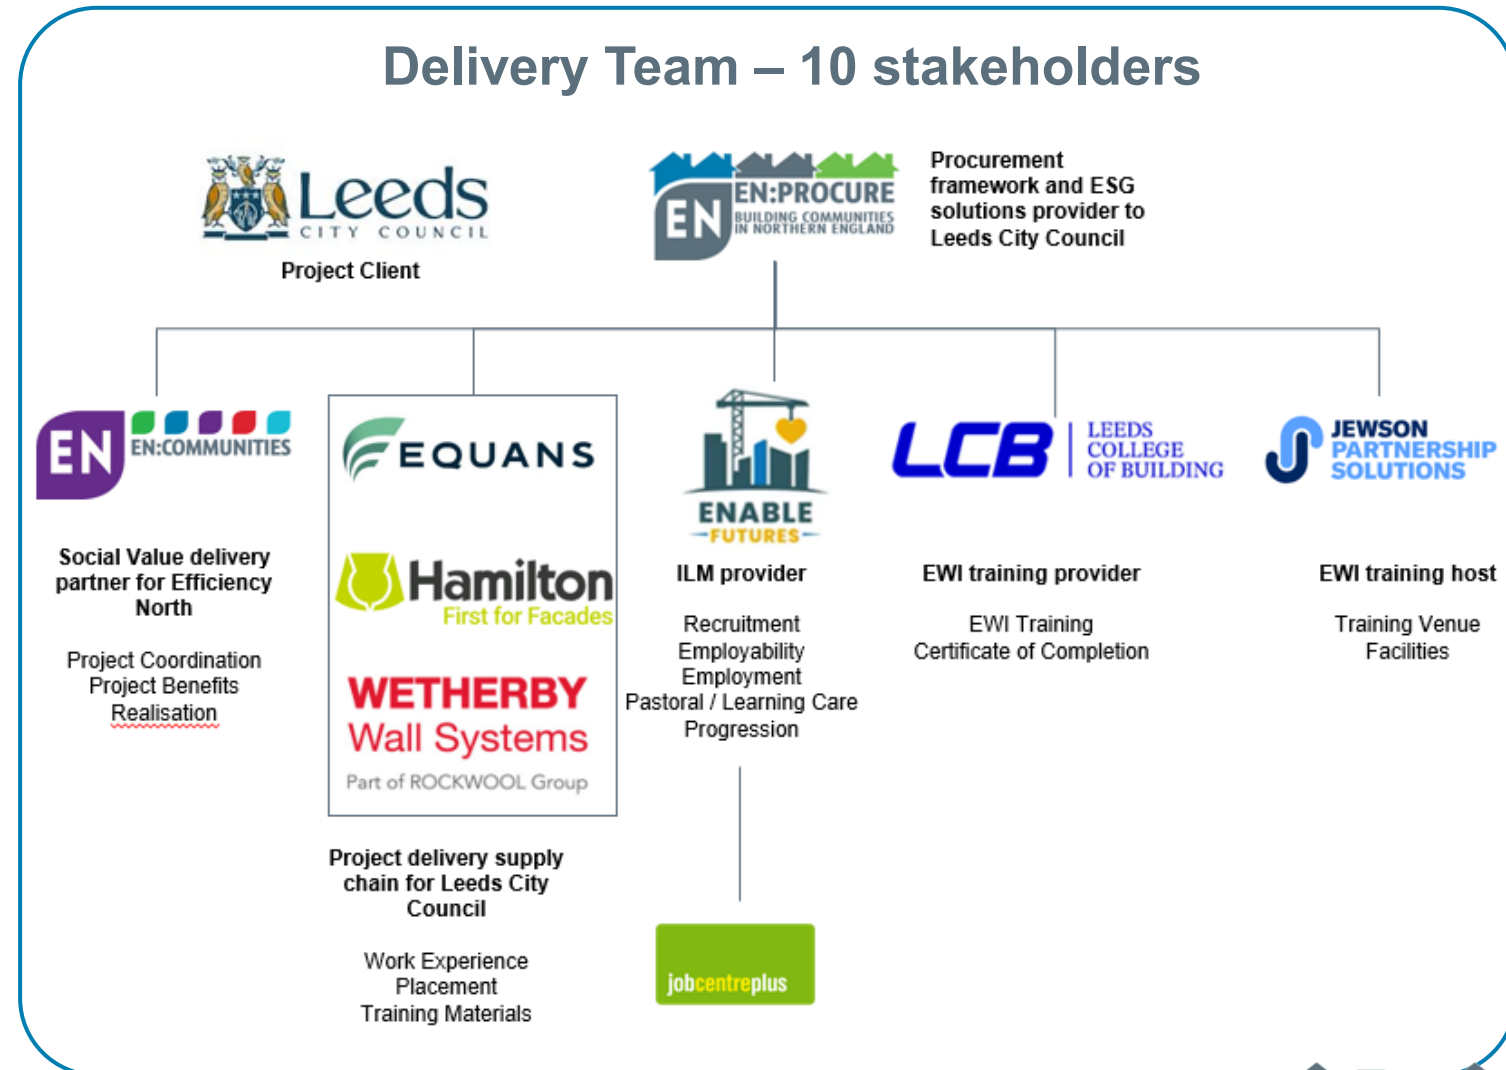 Delivery Team – 10 stakeholders
Leeds
CITY COUNCIL
Project Client
EN
EN:PROCURE
BUILDING COMMUNITIES
IN NORTHERN ENGLAND
Procurement
framework and ESG
solutions provider to
Leeds City Council
EN
EN:COMMUNITIES
Social Value delivery
partner for Efficiency
North
Project Coordination
Project Benefits
Realisation
EQUANS
Hamilton
First for Facades
WETHERBY
Wall Systems
Part of ROCKWOOL Group
Project delivery supply
chain for Leeds City
Council
Work Experience
Placement
Training Materials
ENABLE
FUTURES
ILM provider
Recruitment
Employability
Employment
Pastoral / Learning Care
Progression
jobcentreplus
LCB
LEEDS
COLLEGE
OF BUILDING
EWI training provider
EWI Training
Certificate of Completion
JEWSON
PARTNERSHIP
SOLUTIONS
EWI training host
Training Venue
Facilities